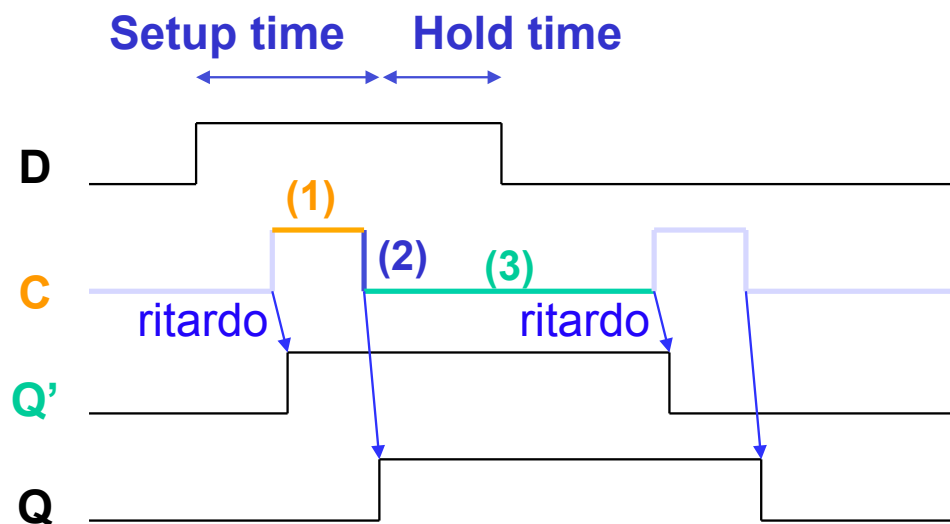 Setup time Hold time
D
(1)
(2)
(3)
C
ritardo ritardo
Q’
Q